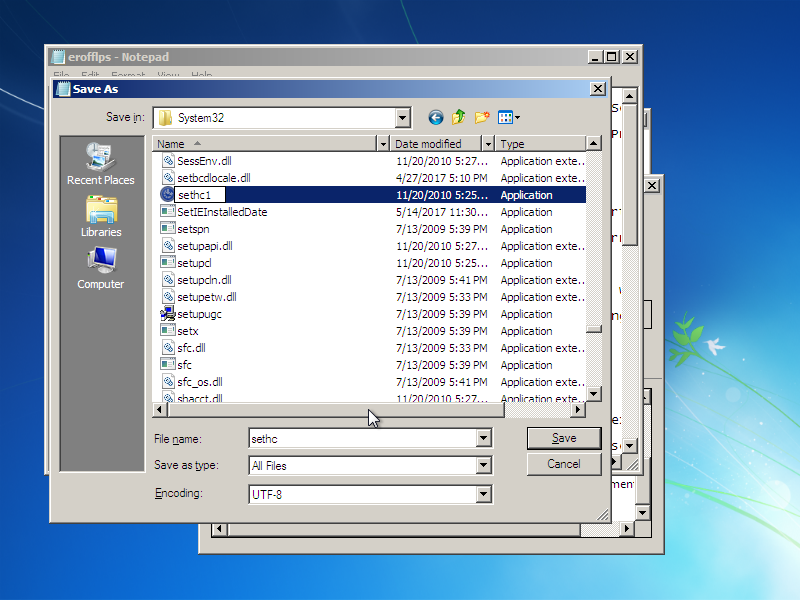 erofflps - Notepad
File Edit Format View Help
Save As
Save in: System32
Name Date modified Type
SessEnv.dll 11/20/2010 5:27... Application exte...
setbcdlocale.dll 4/27/2017 5:10 PM Application exte...
sethc1 11/20/2010 5:25... Application
SetIEInstalledDate 5/14/2017 11:30... Application
setspn 7/13/2009 5:39 PM Application
setupapi.dll 11/20/2010 5:27... Application exte...
setupcl 11/20/2010 5:25... Application
setupcln.dll 7/13/2009 5:41 PM Application exte...
setupetw.dll 7/13/2009 5:33 PM Application exte...
setupugc 7/13/2009 5:39 PM Application
setx 7/13/2009 5:39 PM Application
sfc.dll 7/13/2009 5:33 PM Application exte...
sfc 7/13/2009 5:39 PM Application
sfc_os.dll 7/13/2009 5:41 PM Application exte...
shacct.dll 11/20/2010 5:27... Application exte...
Recent Places
Libraries
Computer
File name: sethc
Save
Save as type: All Files
Cancel
Encoding: UTF-8